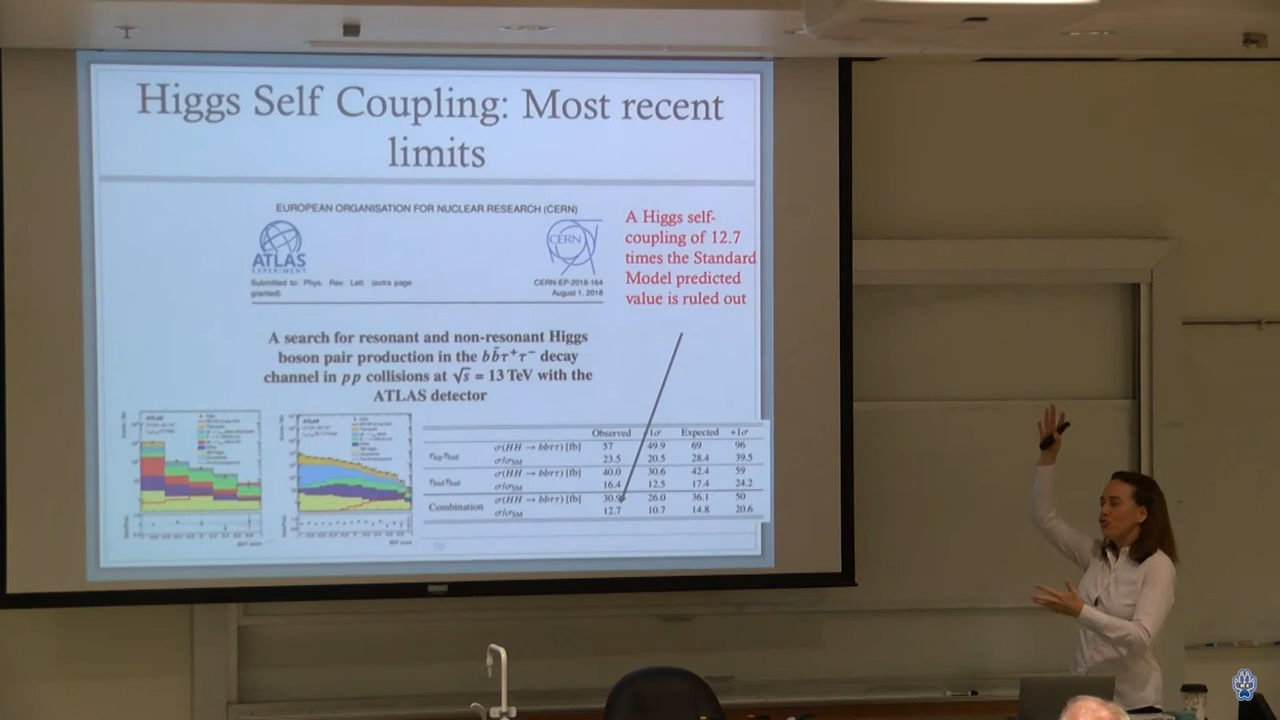 Higgs Self Coupling: Most recent
limits
EUROPEAN ORGANISATION FOR NUCLEAR RESEARCH (CERN)
ATLAS
EXPERIMENT
CERN
Submitted to: Phys. Rev. Lett. (extra page
granted)
CERN-EP-2018-164
August 1, 2018
A Higgs self-
coupling of 12.7
times the Standard
Model predicted
value is ruled out
A search for resonant and non-resonant Higgs
boson pair production in the bb̄τ⁺τ⁻ decay
channel in pp collisions at √s = 13 TeV with the
ATLAS detector
ATLAS
ATLAS
Observed 1σ Expected +1σ
σ(HH → bbττ) [fb] 57 49.9 69 96
σ/σSM 23.5 20.5 28.4 39.5
σ(HH → bbττ) [fb] 40.0 30.6 42.4 59
σ/σSM 16.4 12.5 17.4 24.2
Combination σ(HH → bbττ) [fb] 30.9 26.0 36.1 50
σ/σSM 12.7 10.7 14.8 20.6